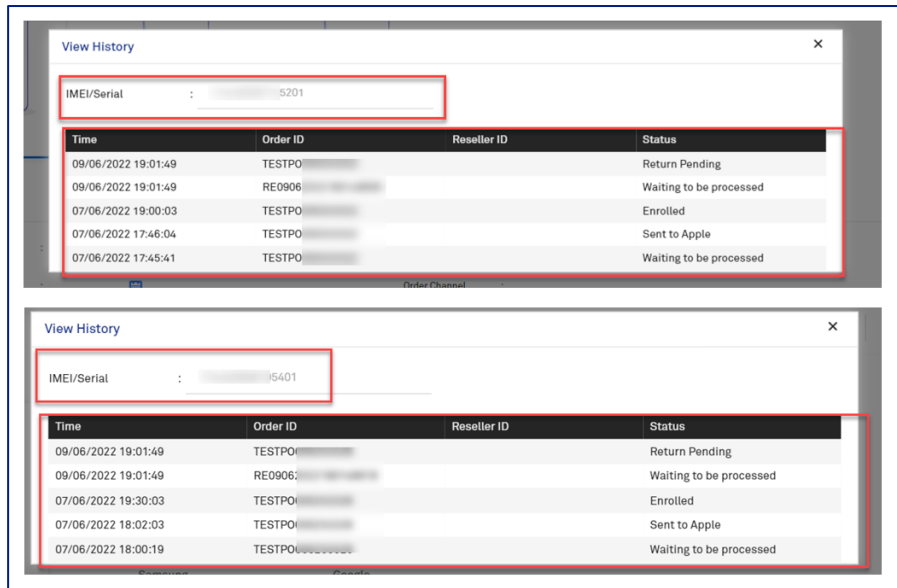 View History ×
IMEI/Serial : 5201
Time Order ID Reseller ID Status
09/06/2022 19:01:49 TESTPO Return Pending
09/06/2022 19:01:49 RE0906 Waiting to be processed
07/06/2022 19:00:03 TESTPO Enrolled
07/06/2022 17:46:04 TESTPO Sent to Apple
07/06/2022 17:45:41 TESTPO Waiting to be processed
Order Channel :
View History ×
IMEI/Serial : 5401
Time Order ID Reseller ID Status
09/06/2022 19:01:49 TESTPO Return Pending
09/06/2022 19:01:49 RE0906 Waiting to be processed
07/06/2022 19:30:03 TESTPO Enrolled
07/06/2022 18:02:03 TESTPO Sent to Apple
07/06/2022 18:00:19 TESTPO Waiting to be processed
Samsung Google